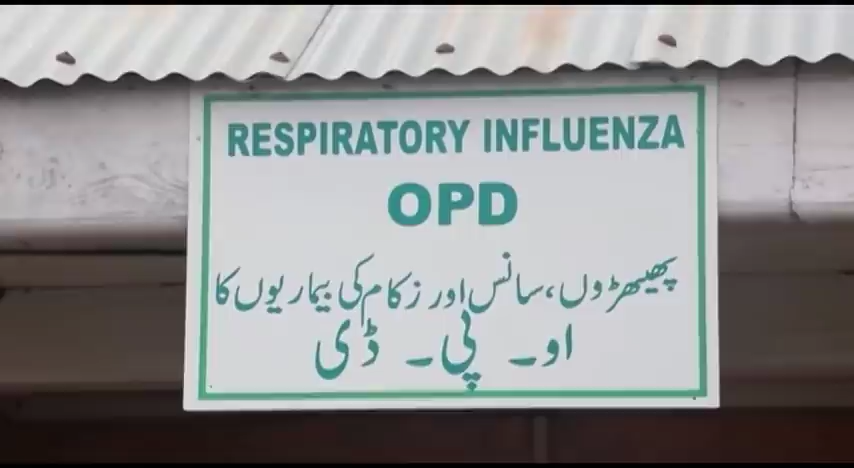 RESPIRATORY INFLUENZA
OPD
پھیپھڑوں، سانس اور زکام کی بیماریوں کا
او۔ پی۔ ڈی